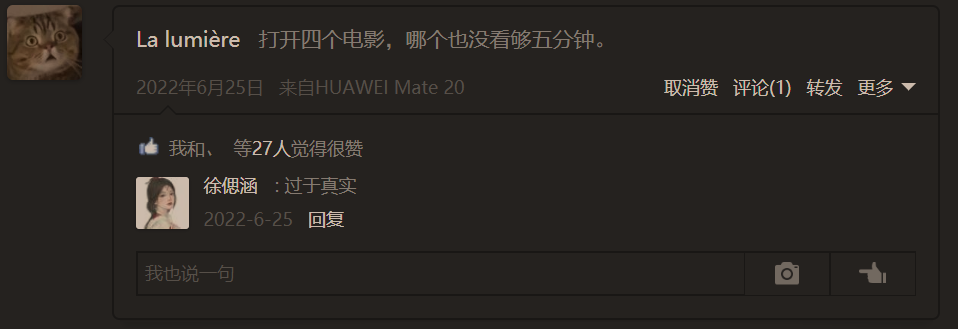 La lumière 打开四个电影，哪个也没看够五分钟。
2022年6月25日 来自HUAWEI Mate 20 取消赞 评论(1) 转发 更多
我和、 等27人觉得很赞
徐偲涵 : 过于真实
2022-6-25 回复
我也说一句